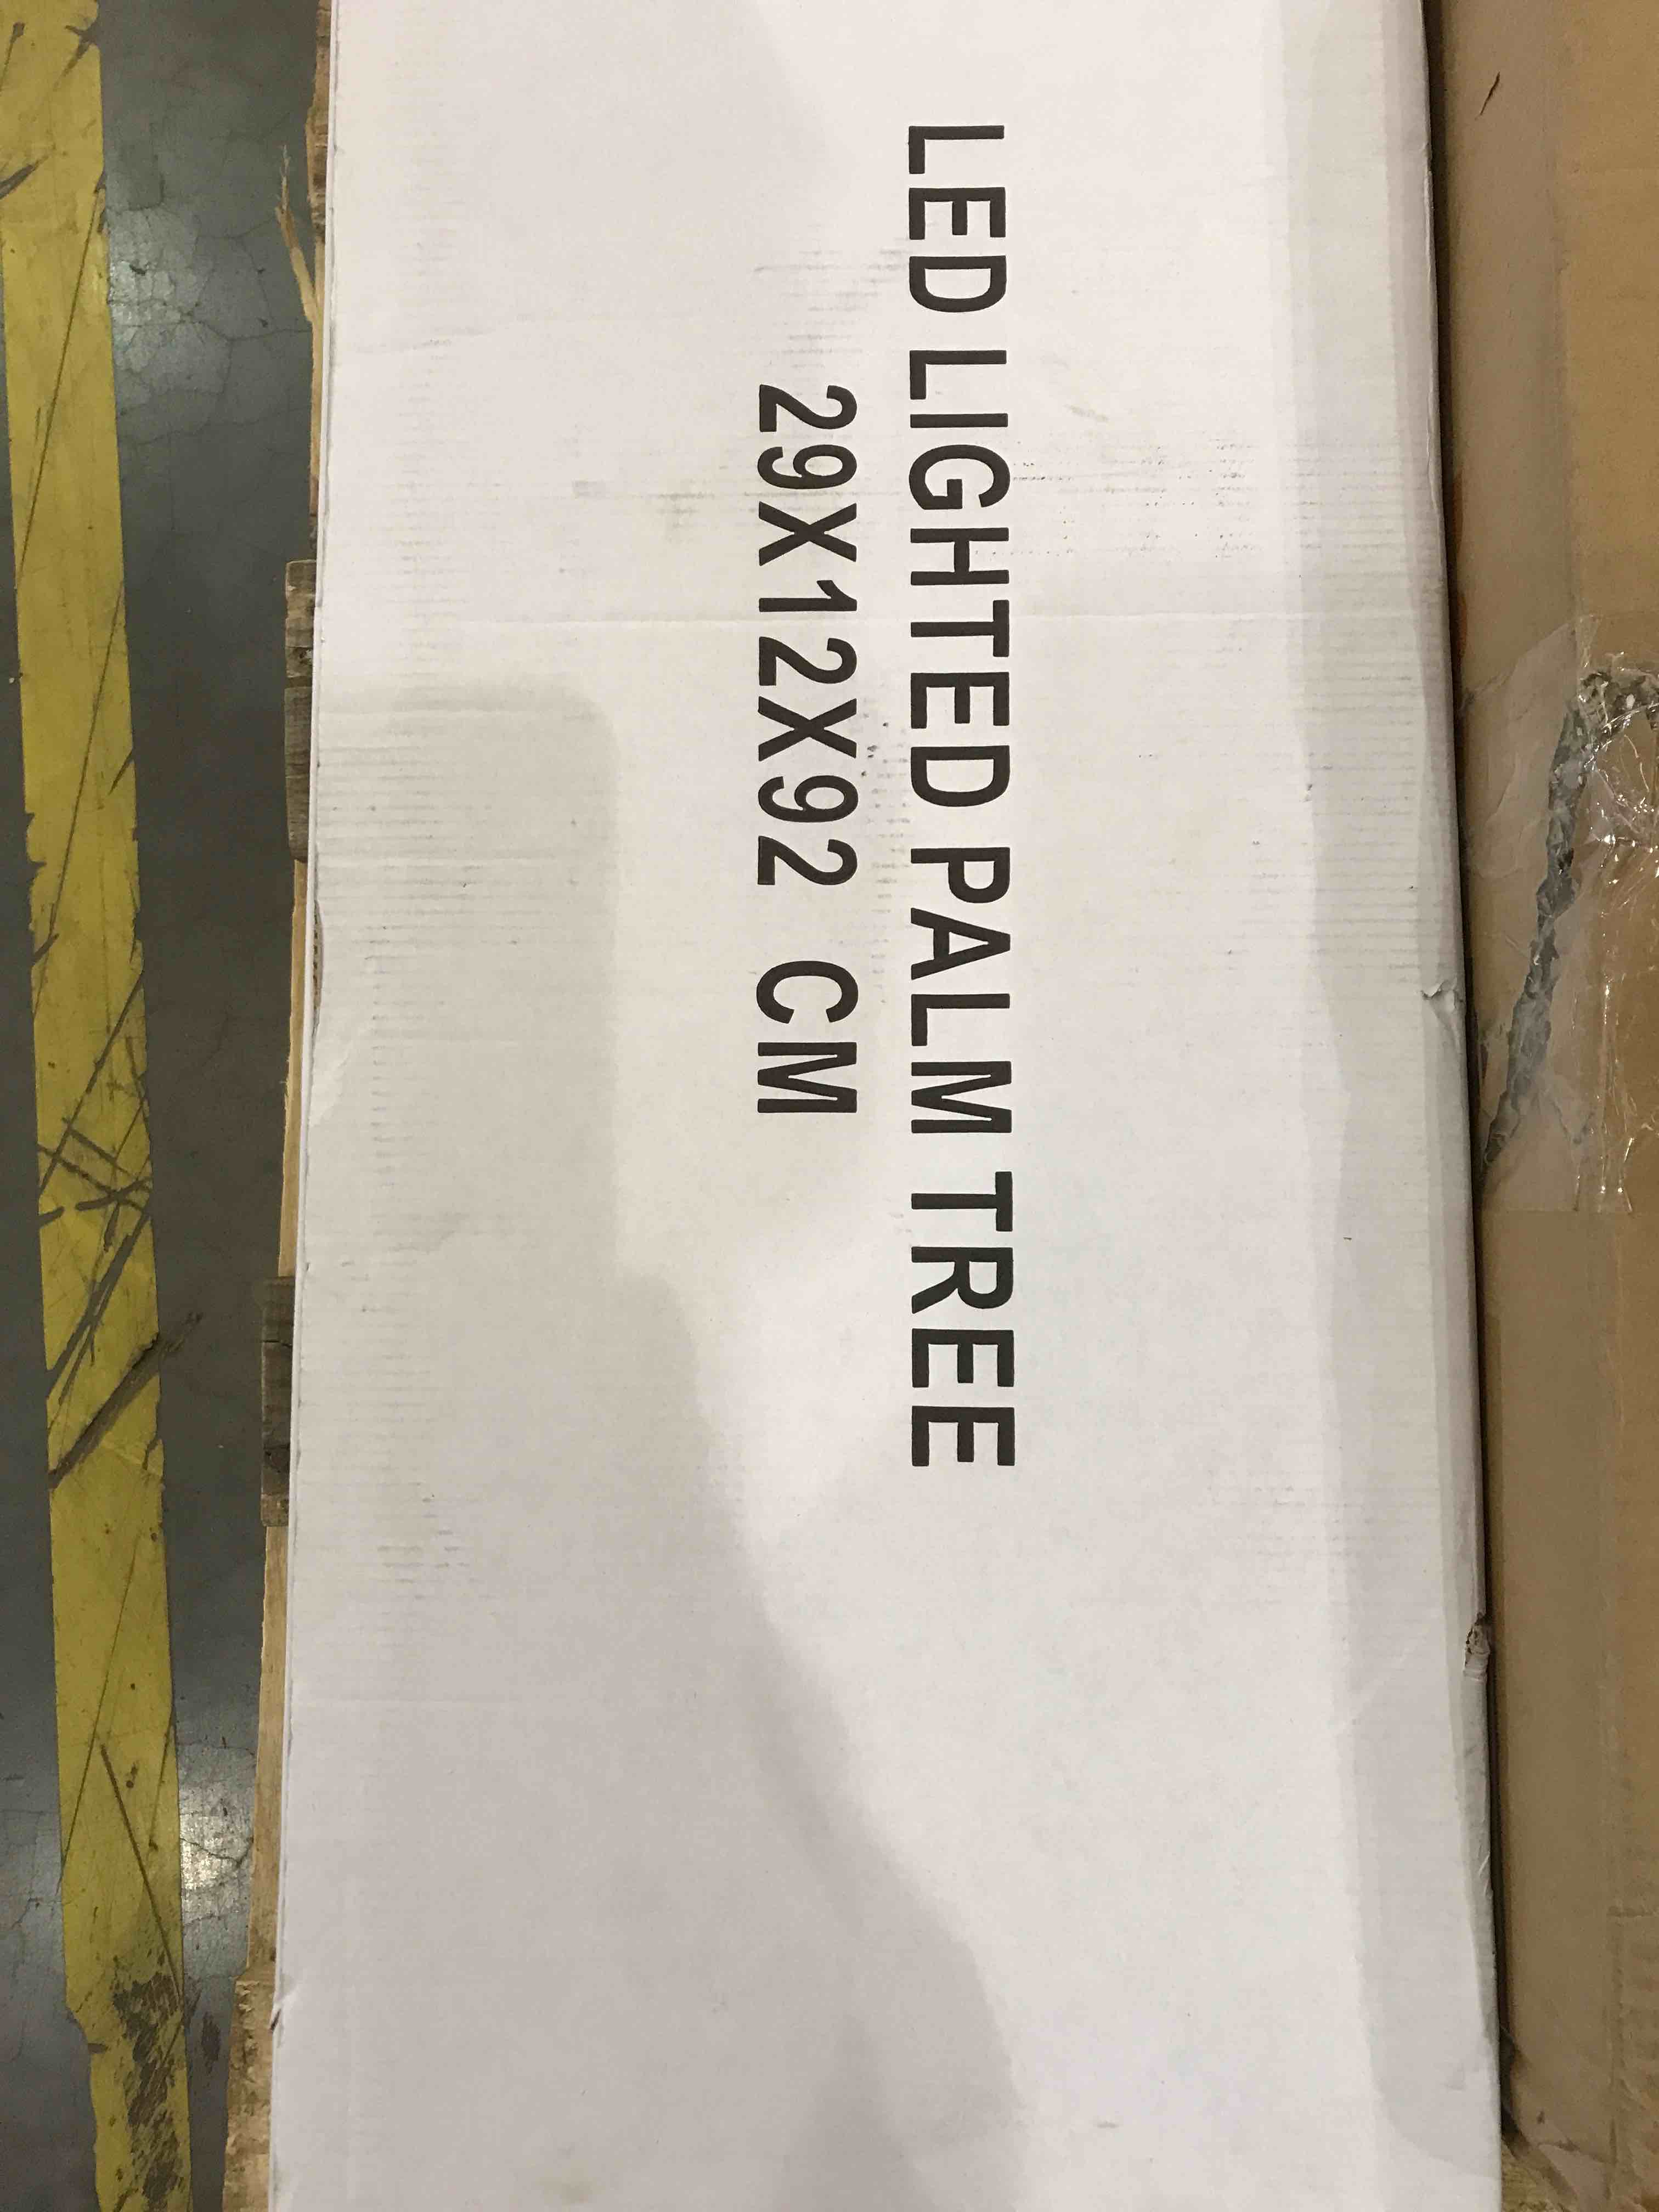 LED LIGHTED PALM TREE
29X12X92 CM